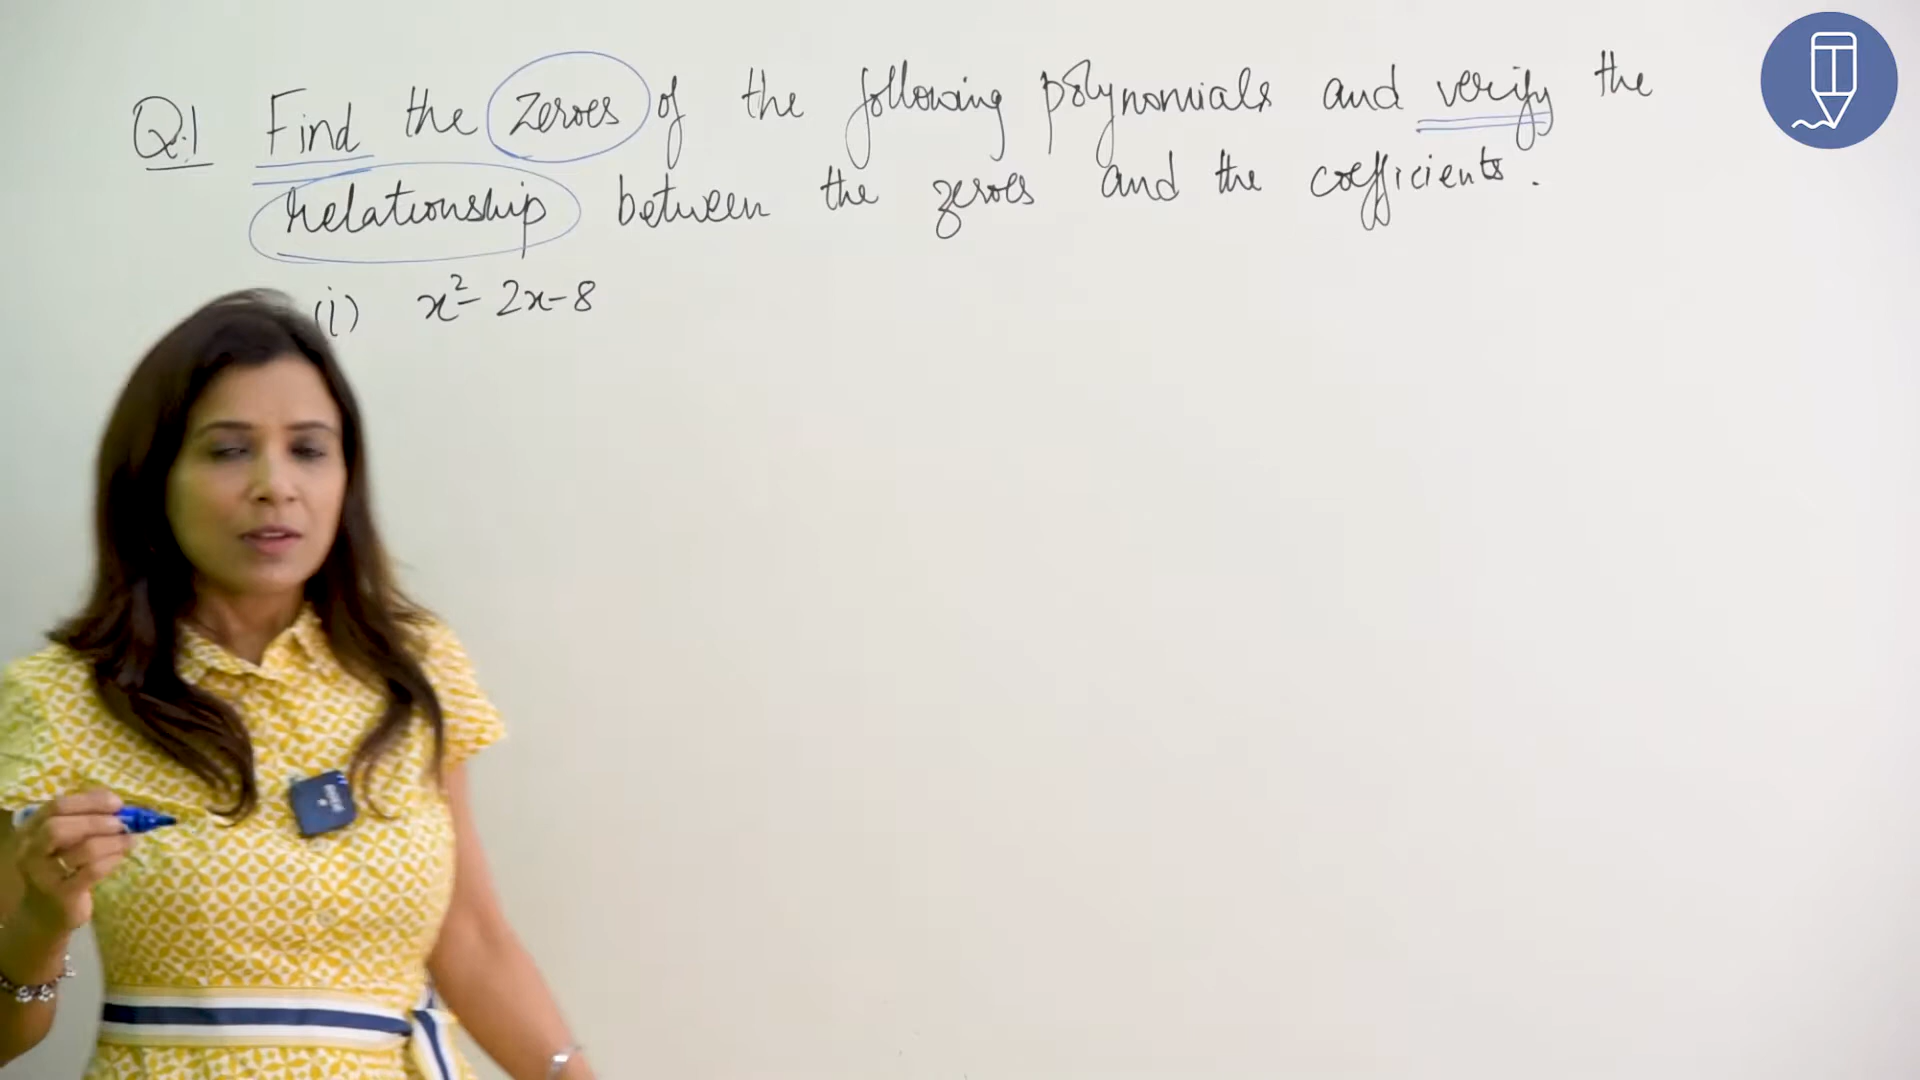 Q.1 Find the zeroes of the following polynomials and verify the
relationship between the zeroes and the coefficients.
(i) x² - 2x - 8